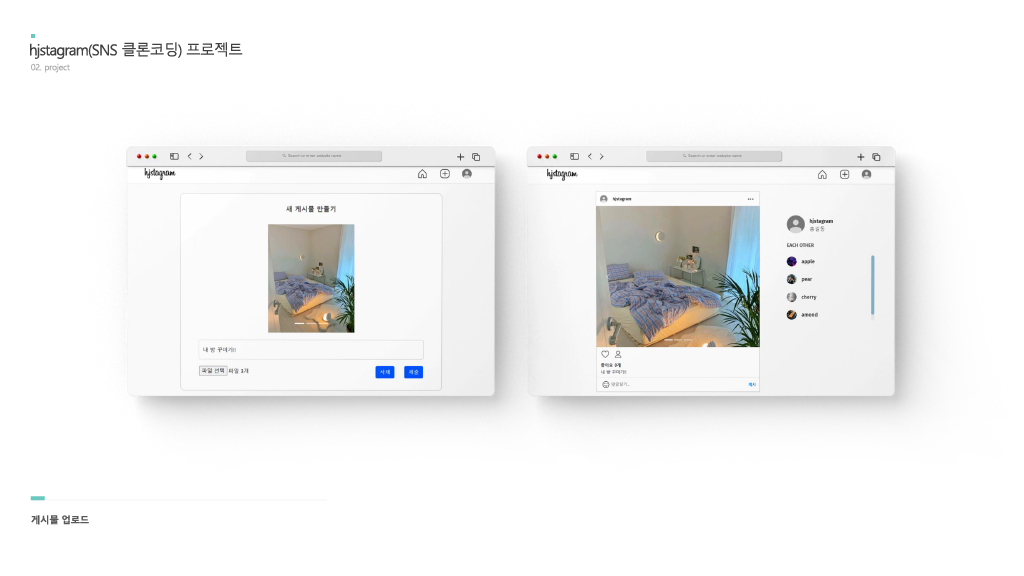 hjstagram(SNS 클론코딩) 프로젝트
02. project
Search or enter website name
hjstagram
새 게시물 만들기
내 방 꾸며기!!
파일 선택 파일 3개
삭제
제출
Search or enter website name
hjstagram
hjstagram
hjstagram
홍길동
EACH OTHER
apple
pear
cherry
amond
좋아요 0개
내 방 꾸며기!!
댓글달기..
게시
게시물 업로드